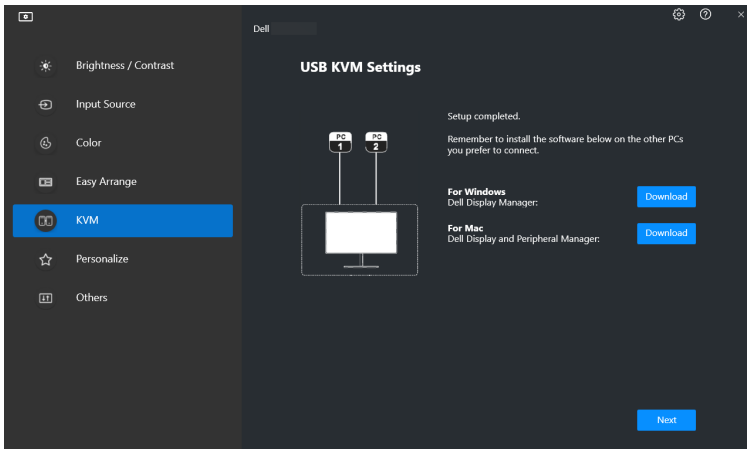 Dell
Brightness / Contrast
Input Source
Color
Easy Arrange
KVM
Personalize
Others
USB KVM Settings
PC
1
PC
2
Setup completed.
Remember to install the software below on the other PCs
you prefer to connect.
For Windows
Dell Display Manager:
Download
For Mac
Dell Display and Peripheral Manager:
Download
Next